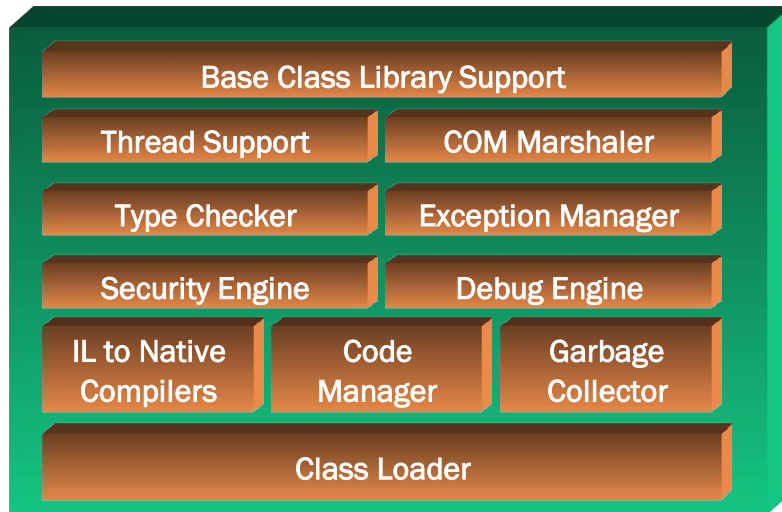 Base Class Library Support
Thread Support
COM Marshaler
Type Checker
Exception Manager
Security Engine
Debug Engine
IL to Native
Compilers
Code
Manager
Garbage
Collector
Class Loader